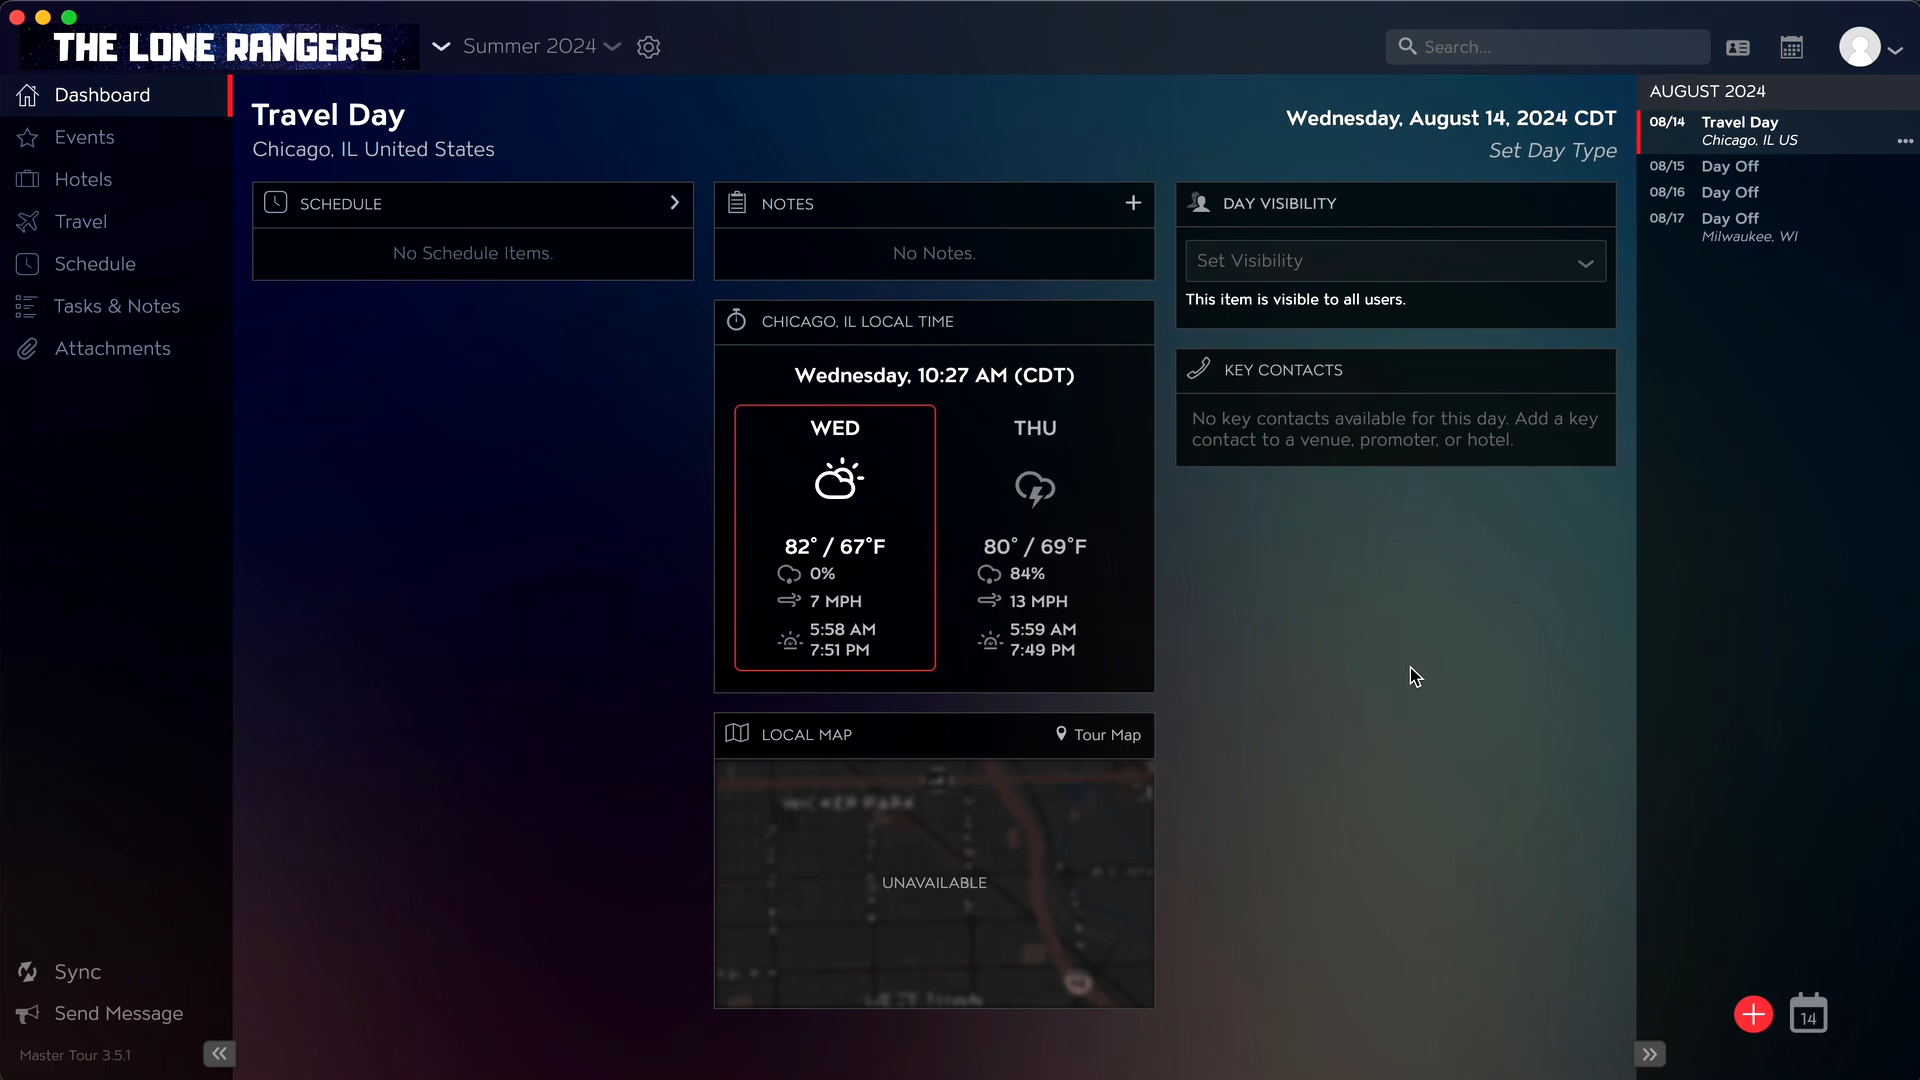 THE LONE RANGERS
Summer 2024
Search...
Dashboard
Events
Hotels
Travel
Schedule
Tasks & Notes
Attachments
Sync
Send Message
Master Tour 3.5.1
Travel Day
Chicago, IL United States
Wednesday, August 14, 2024 CDT
Set Day Type
SCHEDULE
No Schedule Items.
NOTES
No Notes.
CHICAGO, IL LOCAL TIME
Wednesday, 10:27 AM (CDT)
WED
82° / 67°F
0%
7 MPH
5:58 AM
7:51 PM
THU
80° / 69°F
84%
13 MPH
5:59 AM
7:49 PM
LOCAL MAP
Tour Map
WICKER PARK
UNAVAILABLE
DAY VISIBILITY
Set Visibility
This item is visible to all users.
KEY CONTACTS
No key contacts available for this day. Add a key
contact to a venue, promoter, or hotel.
AUGUST 2024
08/14 Travel Day
Chicago, IL US
08/15 Day Off
08/16 Day Off
08/17 Day Off
Milwaukee, WI
14